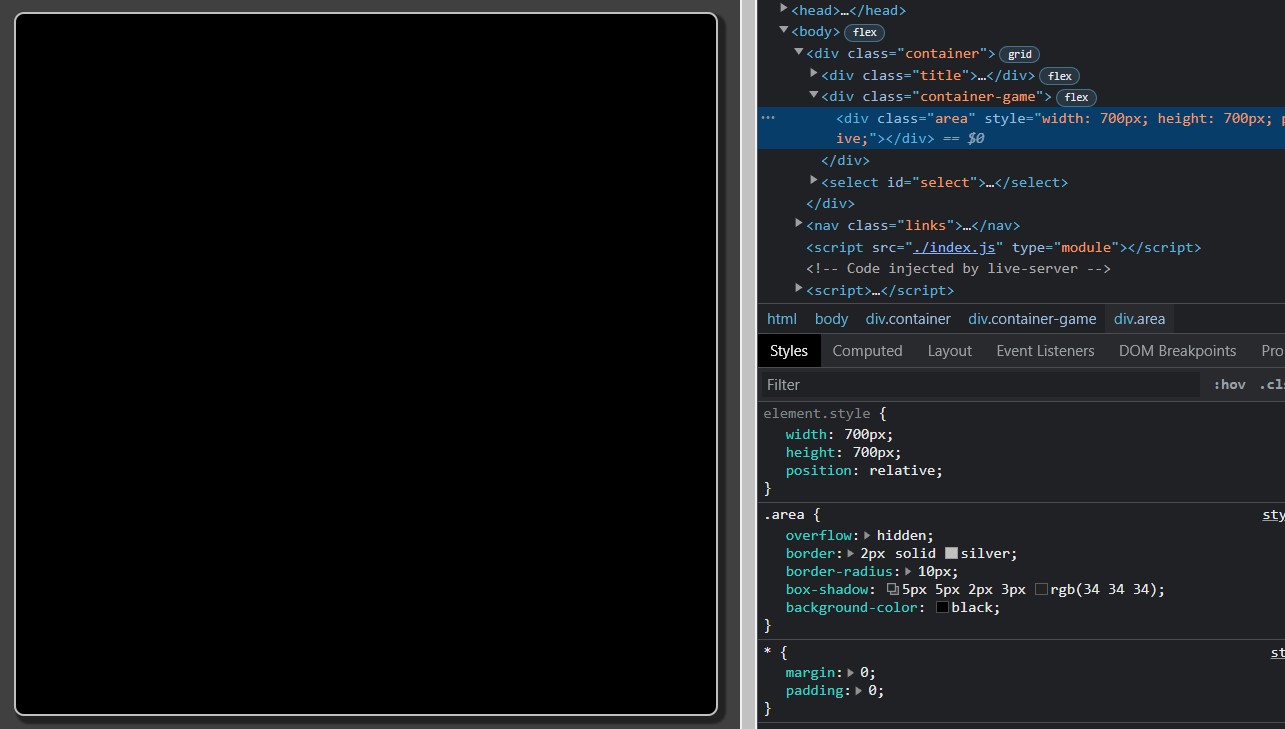 <head>…</head>
<body> flex
<div class="container"> grid
<div class="title">…</div> flex
<div class="container-game"> flex
… <div class="area" style="width: 700px; height: 700px; p
ive;"></div> == $0
</div>
<select id="select">…</select>
</div>
<nav class="links">…</nav>
<script src="./index.js" type="module"></script>
<!-- Code injected by live-server -->
<script>…</script>
html body div.container div.container-game div.area
Styles Computed Layout Event Listeners DOM Breakpoints Pro
Filter :hov .cl
element.style {
width: 700px;
height: 700px;
position: relative;
}
.area { sty
overflow: hidden;
border: 2px solid silver;
border-radius: 10px;
box-shadow: 5px 5px 2px 3px rgb(34 34 34);
background-color: black;
}
* { st
margin: 0;
padding: 0;
}